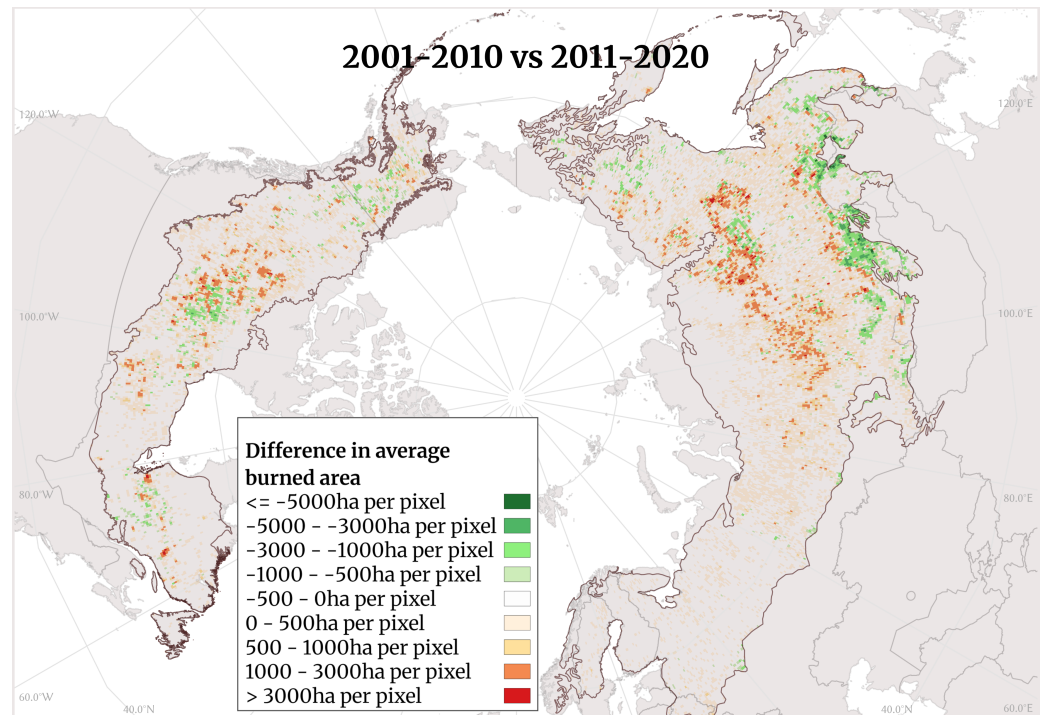 2001-2010 vs 2011-2020
120.0°W
120.0°E
100.0°W
100.0°E
80.0°W
80.0°E
60.0°W
40.0°N
40.0°N
60.0°E
Difference in average
burned area
<= -5000ha per pixel
-5000 - -3000ha per pixel
-3000 - -1000ha per pixel
-1000 - -500ha per pixel
-500 - 0ha per pixel
0 - 500ha per pixel
500 - 1000ha per pixel
1000 - 3000ha per pixel
> 3000ha per pixel